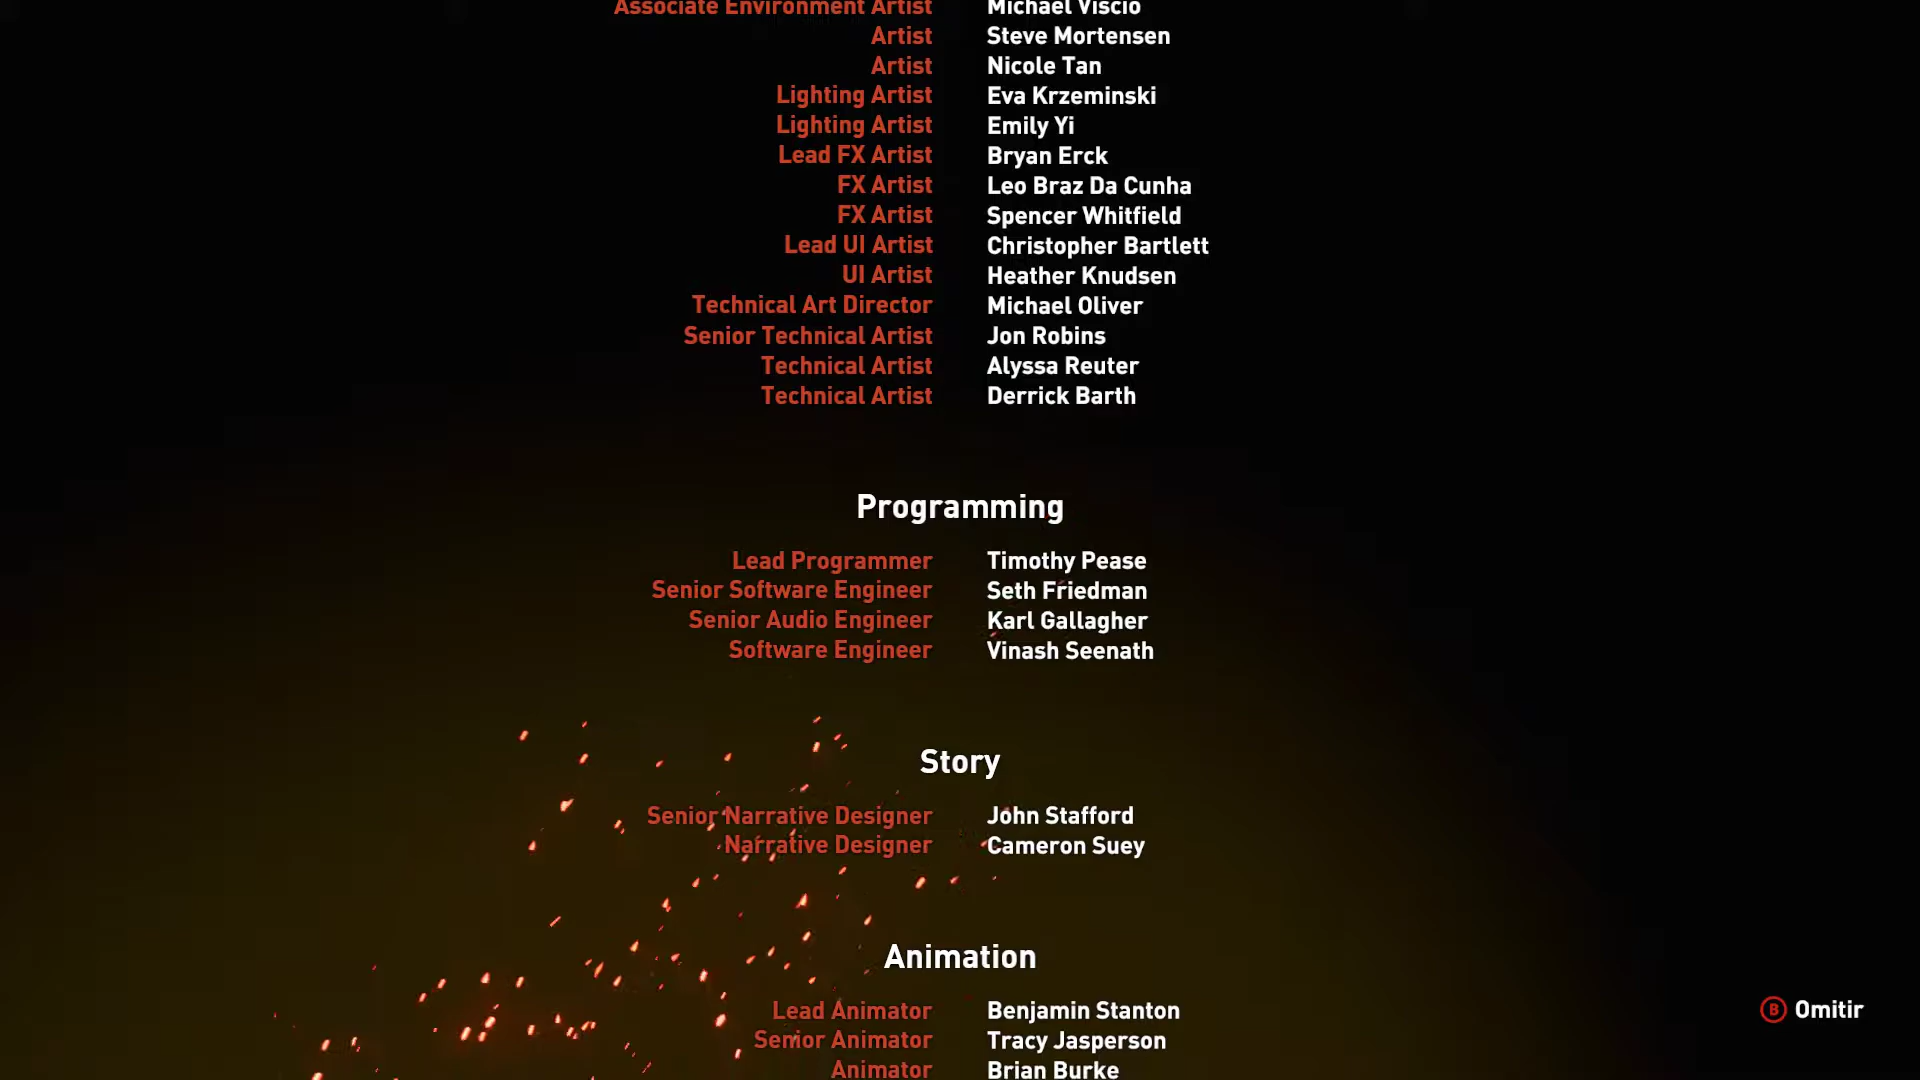 Associate Environment Artist Michael Viscio
Artist Steve Mortensen
Artist Nicole Tan
Lighting Artist Eva Krzeminski
Lighting Artist Emily Yi
Lead FX Artist Bryan Erck
FX Artist Leo Braz Da Cunha
FX Artist Spencer Whitfield
Lead UI Artist Christopher Bartlett
UI Artist Heather Knudsen
Technical Art Director Michael Oliver
Senior Technical Artist Jon Robins
Technical Artist Alyssa Reuter
Technical Artist Derrick Barth
Programming
Lead Programmer Timothy Pease
Senior Software Engineer Seth Friedman
Senior Audio Engineer Karl Gallagher
Software Engineer Vinash Seenath
Story
Senior Narrative Designer John Stafford
Narrative Designer Cameron Suey
Animation
Lead Animator Benjamin Stanton
Senior Animator Tracy Jasperson
Animator Brian Burke
B Omitir